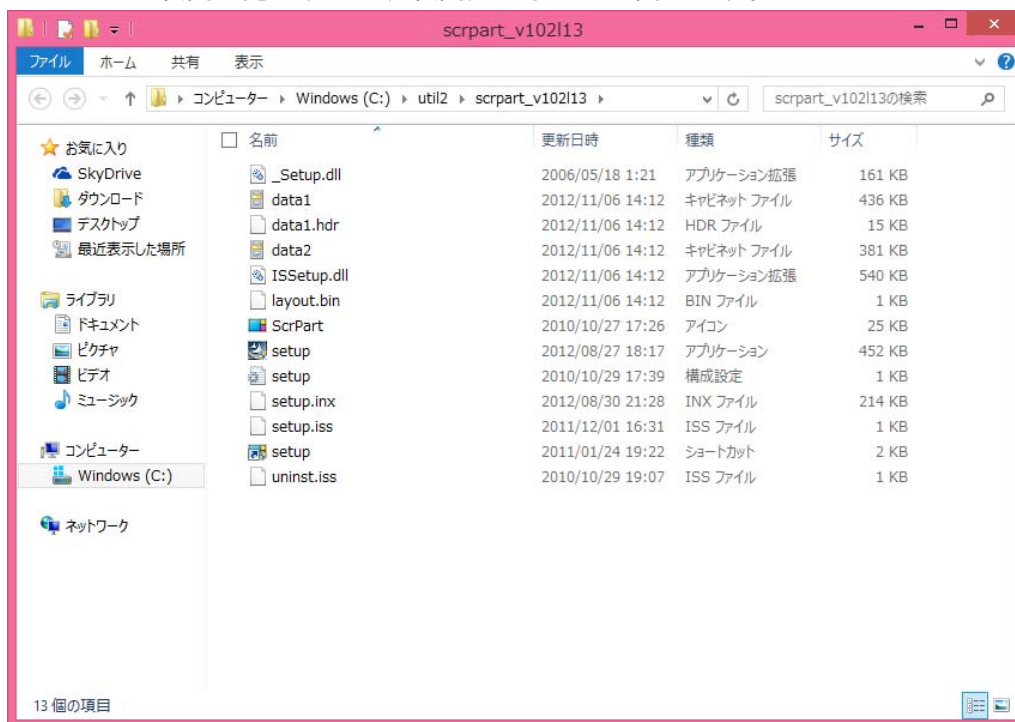 scrpart_v102l13
ファイル ホーム 共有 表示
コンピューター Windows (C:) util2 scrpart_v102l13 scrpart_v102l13の検索
お気に入り
SkyDrive
ダウンロード
デスクトップ
最近表示した場所
ライブラリ
ドキュメント
ピクチャ
ビデオ
ミュージック
コンピューター
Windows (C:)
ネットワーク
名前 更新日時 種類 サイズ
_Setup.dll 2006/05/18 1:21 アプリケーション拡張 161 KB
data1 2012/11/06 14:12 キャビネット ファイル 436 KB
data1.hdr 2012/11/06 14:12 HDR ファイル 15 KB
data2 2012/11/06 14:12 キャビネット ファイル 381 KB
ISSetup.dll 2012/11/06 14:12 アプリケーション拡張 540 KB
layout.bin 2012/11/06 14:12 BIN ファイル 1 KB
ScrPart 2010/10/27 17:26 アイコン 25 KB
setup 2012/08/27 18:17 アプリケーション 452 KB
setup 2010/10/29 17:39 構成設定 1 KB
setup.inx 2012/08/30 21:28 INX ファイル 214 KB
setup.iss 2011/12/01 16:31 ISS ファイル 1 KB
setup 2011/01/24 19:22 ショートカット 2 KB
uninst.iss 2010/10/29 19:07 ISS ファイル 1 KB
13 個の項目